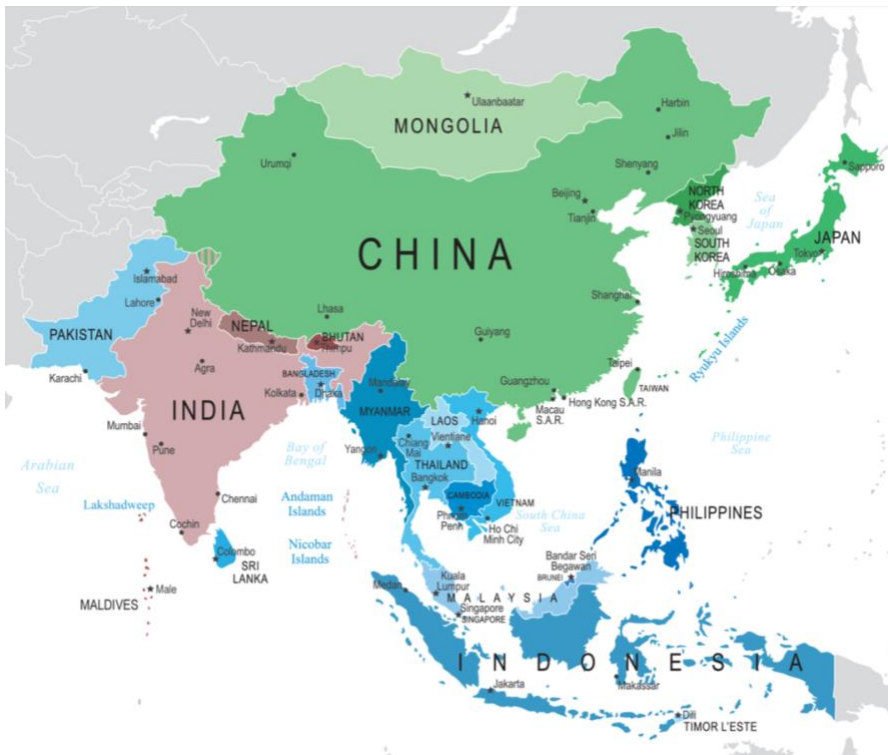 Ulaanbaatar
MONGOLIA
Harbin
Jilin
Urumqi
Shenyang
Sapporo
Beijing
Tianjin
NORTH
KOREA
Pyongyuang
Sea
of
Japan
Seoul
SOUTH
KOREA
JAPAN
Tokyo
Hiroshima
Osaka
CHINA
Islamabad
Lahore
PAKISTAN
Karachi
New
Delhi
NEPAL
Kathmandu
Lhasa
BHUTAN
Thimpu
Guiyang
Shanghai
Ryukyu Islands
Agra
BANGLADESH
Dhaka
Kolkata
INDIA
Mandalay
MYANMAR
Guangzhou
Taipei
TAIWAN
Hong Kong S.A.R.
Macau
S.A.R.
Mumbai
Pune
Arabian
Sea
Bay of
Bengal
Yangon
LAOS
Hanoi
Vientiane
Chiang
Mai
THAILAND
Bangkok
CAMBODIA
Phnom
Penh
VIETNAM
Ho Chi
Minh City
South China
Sea
Philippine
Sea
Manila
PHILIPPINES
Lakshadweep
Chennai
Andaman
Islands
Cochin
Colombo
SRI
LANKA
Nicobar
Islands
Male
MALDIVES
Bandar Seri
Begawan
BRUNEI
Medan
Kuala
Lumpur
MALAYSIA
Singapore
SINGAPORE
INDONESIA
Jakarta
Makassar
Dili
TIMOR L'ESTE